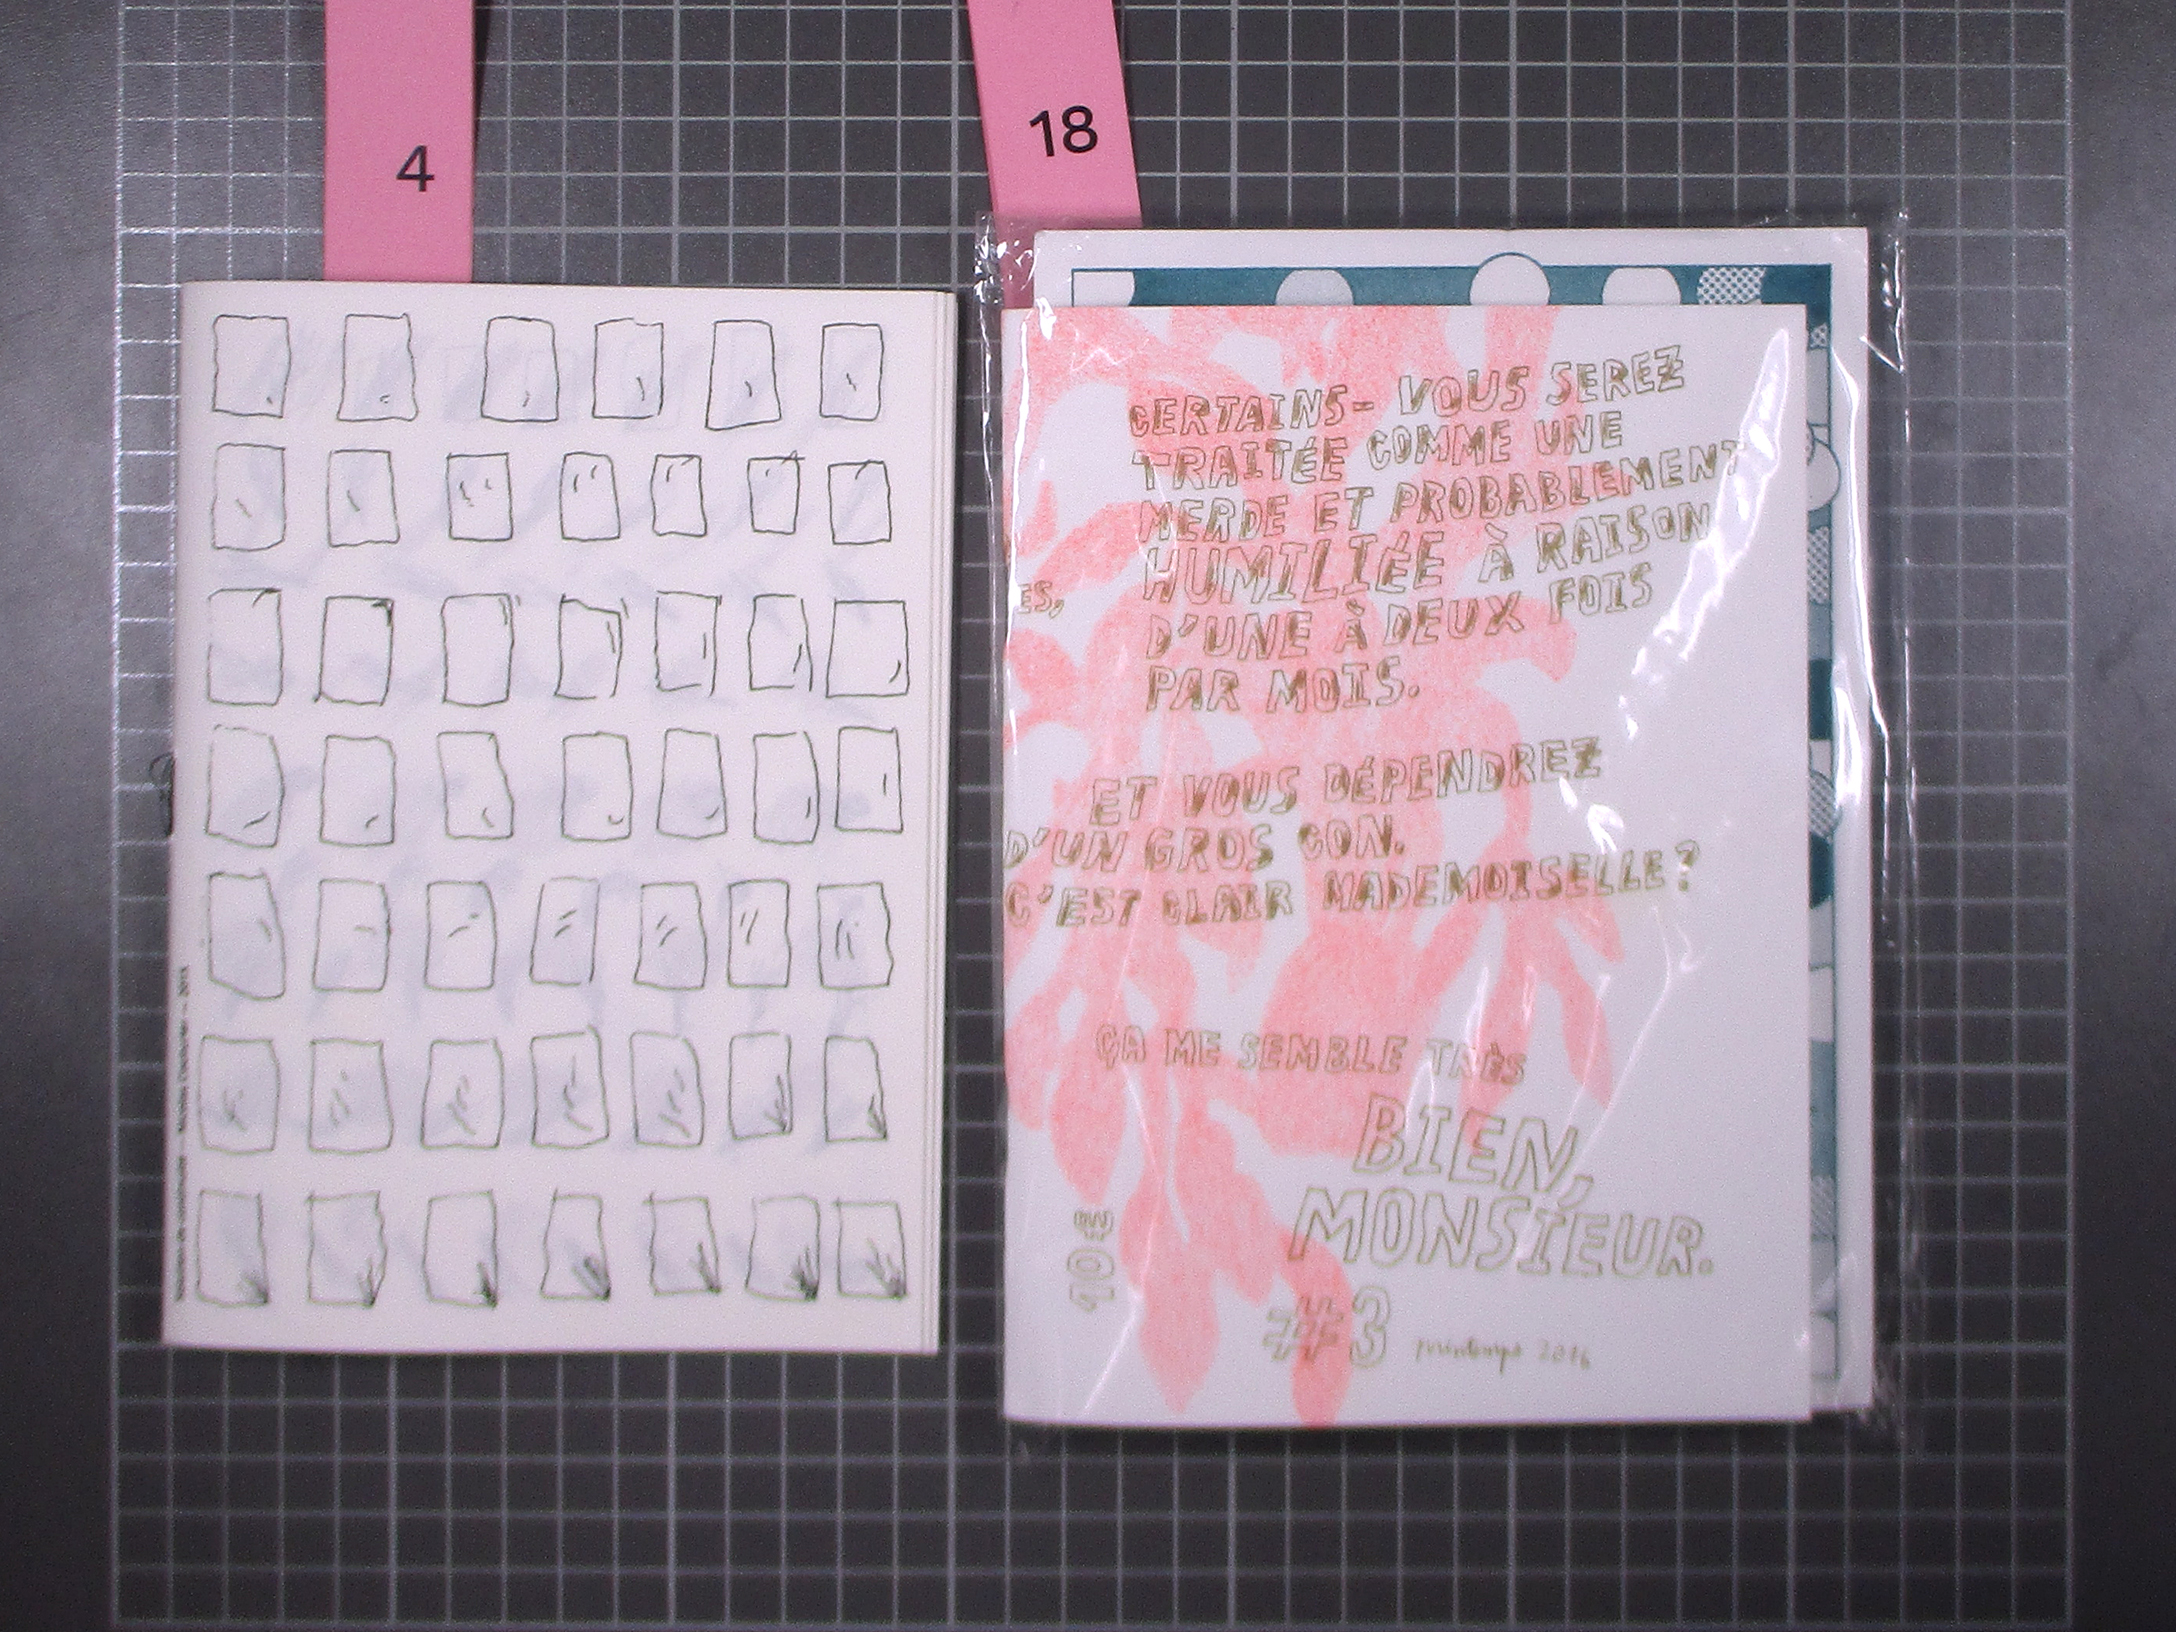 4
18
CERTAINS- VOUS SEREZ
TRAITÉE COMME UNE
MERDE ET PROBABLEMENT
HUMILIÉE À RAISON
ES,
D'UNE À DEUX FOIS
PAR MOIS.
ET VOUS DÉPENDREZ
D'UN GROS CON.
C'EST CLAIR MADEMOISELLE?
ÇA ME SEMBLE TRÈS
BIEN,
MONSIEUR.
10€
#3
printemps 2016
2015